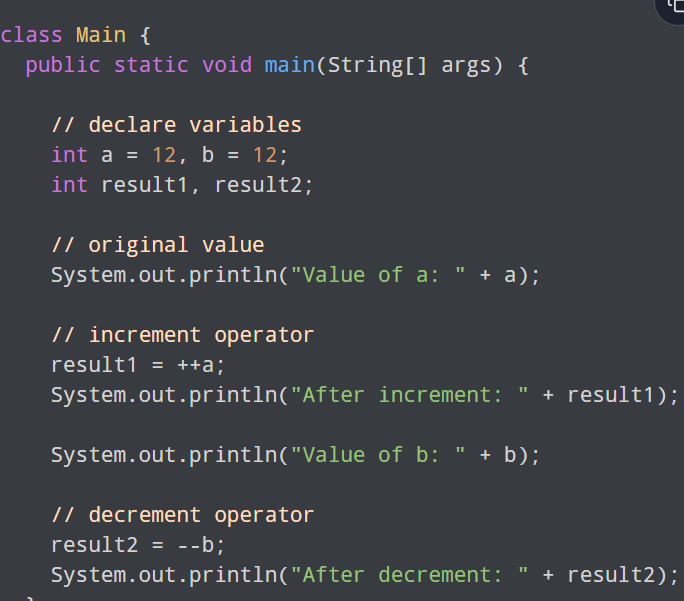 class Main {
  public static void main(String[] args) {

    // declare variables
    int a = 12, b = 12;
    int result1, result2;

    // original value
    System.out.println("Value of a: " + a);

    // increment operator
    result1 = ++a;
    System.out.println("After increment: " + result1);

    System.out.println("Value of b: " + b);

    // decrement operator
    result2 = --b;
    System.out.println("After decrement: " + result2);
  }